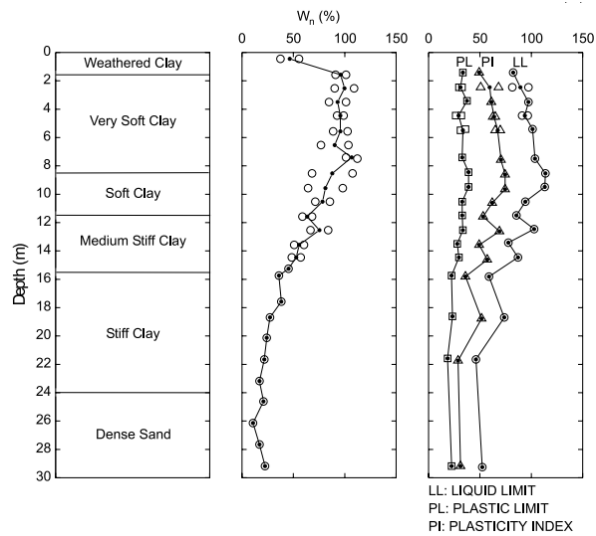 Wn (%)
0 50 100 150
0 50 100 150
PL PI LL
Depth (m)
0
2
4
6
8
10
12
14
16
18
20
22
24
26
28
30
Weathered Clay
Very Soft Clay
Soft Clay
Medium Stiff Clay
Stiff Clay
Dense Sand
LL: LIQUID LIMIT
PL: PLASTIC LIMIT
PI: PLASTICITY INDEX